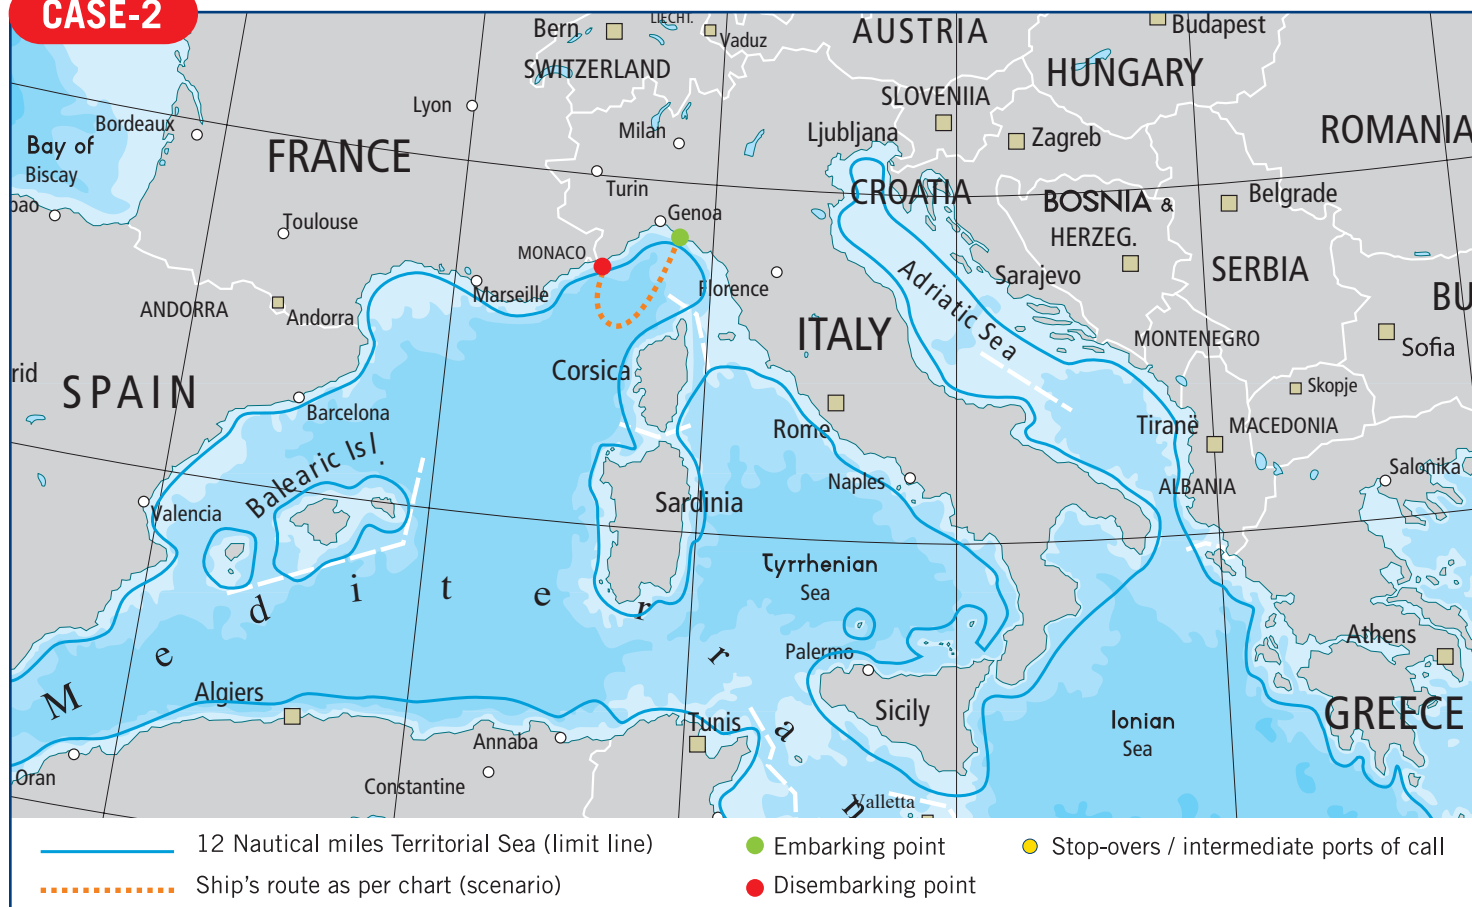 CASE-2
LIECHT.
Bern
Vaduz
AUSTRIA
Budapest
SWITZERLAND
HUNGARY
SLOVENIIA
Lyon
Bordeaux
Milan
Ljubljana
Zagreb
ROMANIA
Bay of
Biscay
FRANCE
Turin
CROATIA
BOSNIA &
HERZEG.
Belgrade
bao
Toulouse
Genoa
MONACO
Adriatic Sea
Sarajevo
SERBIA
Marseille
Florence
BU
ANDORRA
Andorra
ITALY
MONTENEGRO
Sofia
rid
SPAIN
Corsica
Skopje
Barcelona
Rome
Tiranë
MACEDONIA
Balearic Isl.
Naples
Salonika
Valencia
Sardinia
ALBANIA
Tyrrhenian
Sea
M e d i t e r r a n
Palermo
Athens
Algiers
Sicily
Ionian
Sea
GREECE
Tunis
Annaba
Oran
Constantine
Valletta
12 Nautical miles Territorial Sea (limit line)
Embarking point
Stop-overs / intermediate ports of call
Ship's route as per chart (scenario)
Disembarking point